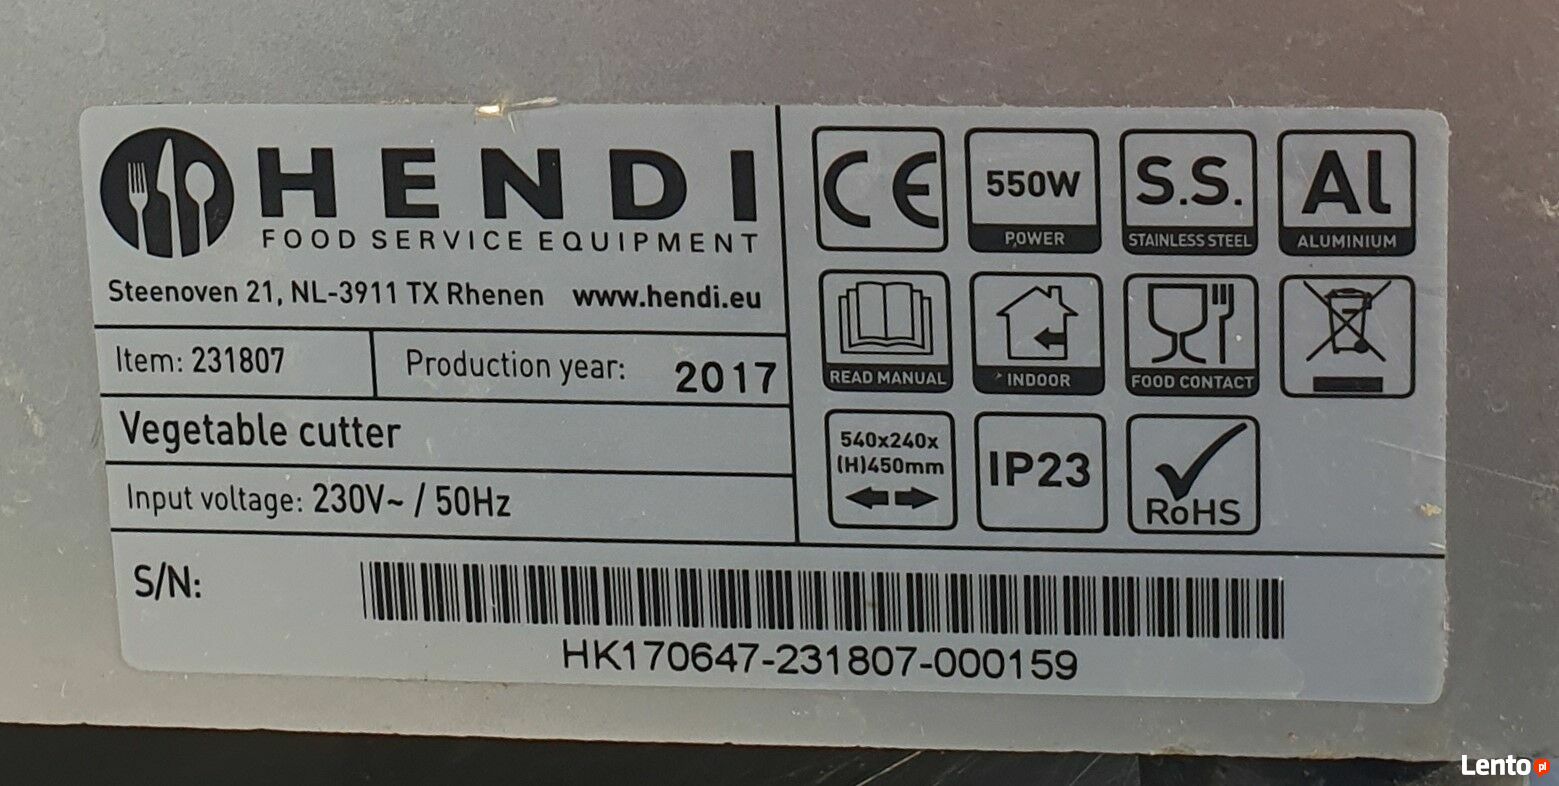 HENDI
FOOD SERVICE EQUIPMENT
Steenoven 21, NL-3911 TX Rhenen www.hendi.eu
Item: 231807
Production year: 2017
Vegetable cutter
Input voltage: 230V~ / 50Hz
CE
550W
POWER
S.S.
STAINLESS STEEL
Al
ALUMINIUM
READ MANUAL
INDOOR
FOOD CONTACT
540x240x
(H)450mm
IP23
RoHS
S/N:
HK170647-231807-000159
Lento.pl